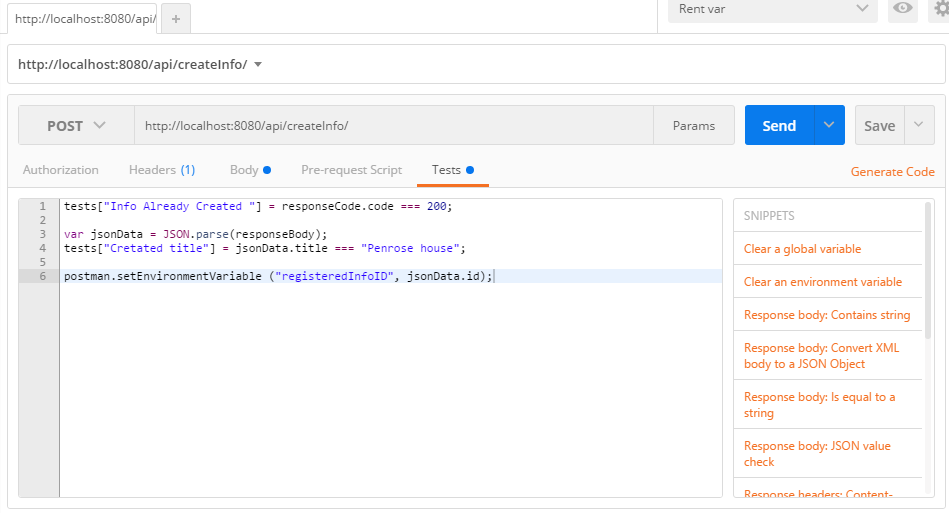 http://localhost:8080/api/
+
Rent var
http://localhost:8080/api/createInfo/
POST
http://localhost:8080/api/createInfo/
Params
Send
Save
Authorization
Headers (1)
Body
Pre-request Script
Tests
Generate Code
1 tests["Info Already Created "] = responseCode.code === 200;
2
3 var jsonData = JSON.parse(responseBody);
4 tests["Cretated title"] = jsonData.title === "Penrose house";
5
6 postman.setEnvironmentVariable ("registeredInfoID", jsonData.id);
SNIPPETS
Clear a global variable
Clear an environment variable
Response body: Contains string
Response body: Convert XML
body to a JSON Object
Response body: Is equal to a
string
Response body: JSON value
check
Response headers: Content-